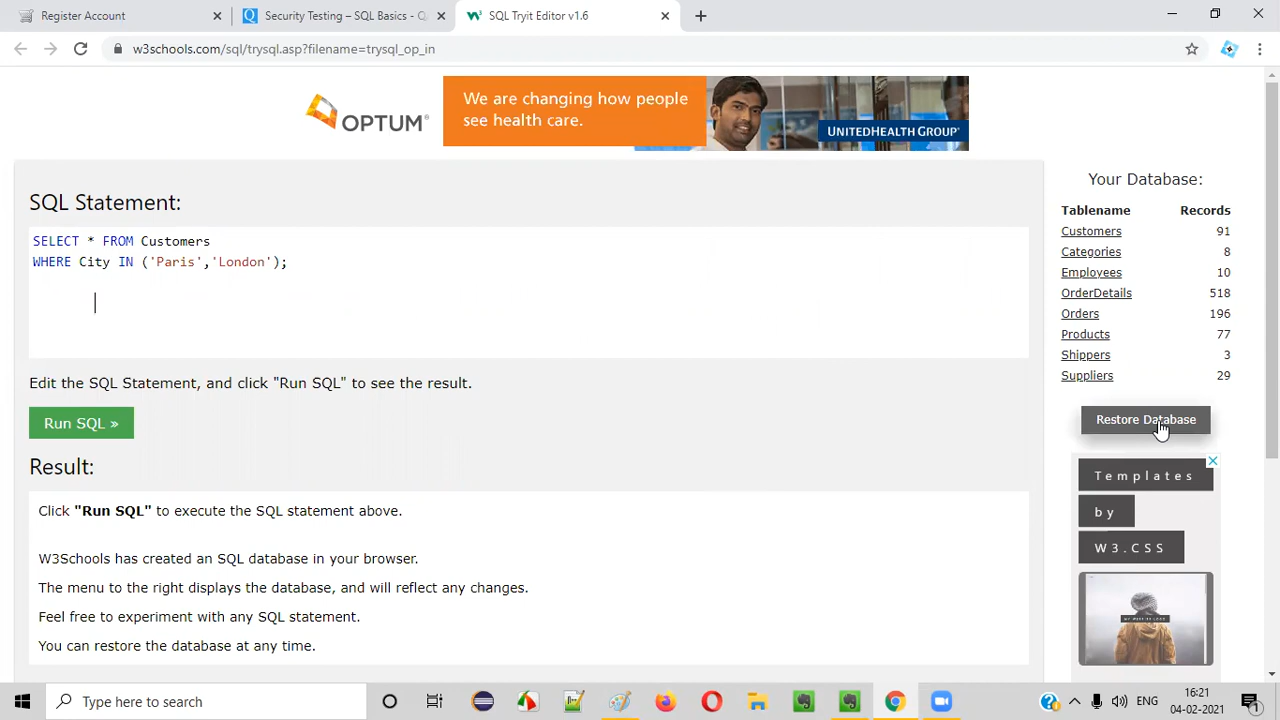 Register Account
Security Testing – SQL Basics - Q
SQL Tryit Editor v1.6
w3schools.com/sql/trysql.asp?filename=trysql_op_in
OPTUM®
We are changing how people
see health care.
UNITEDHEALTH GROUP®
SQL Statement:
SELECT * FROM Customers
WHERE City IN ('Paris','London');
Edit the SQL Statement, and click "Run SQL" to see the result.
Run SQL »
Result:
Click "Run SQL" to execute the SQL statement above.
W3Schools has created an SQL database in your browser.
The menu to the right displays the database, and will reflect any changes.
Feel free to experiment with any SQL statement.
You can restore the database at any time.
Your Database:
Tablename Records
Customers 91
Categories 8
Employees 10
OrderDetails 518
Orders 196
Products 77
Shippers 3
Suppliers 29
Restore Database
Templates
by
W3.CSS
Type here to search
ENG
16:21
04-02-2021